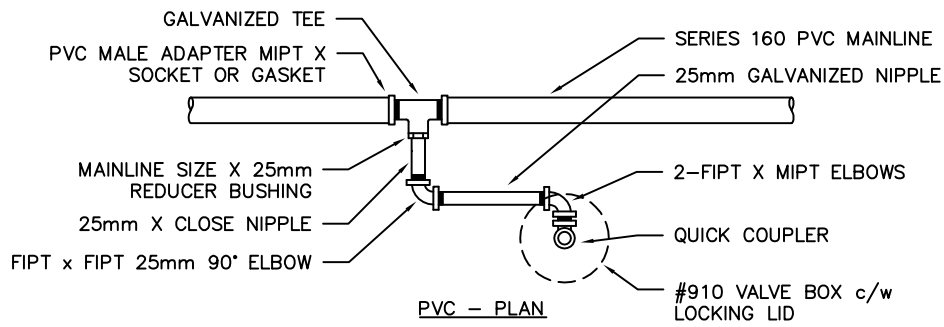 GALVANIZED TEE
PVC MALE ADAPTER MIPT X
SOCKET OR GASKET
MAINLINE SIZE X 25mm
REDUCER BUSHING
25mm X CLOSE NIPPLE
FIPT x FIPT 25mm 90° ELBOW
SERIES 160 PVC MAINLINE
25mm GALVANIZED NIPPLE
2-FIPT X MIPT ELBOWS
QUICK COUPLER
#910 VALVE BOX c/w
LOCKING LID
PVC - PLAN